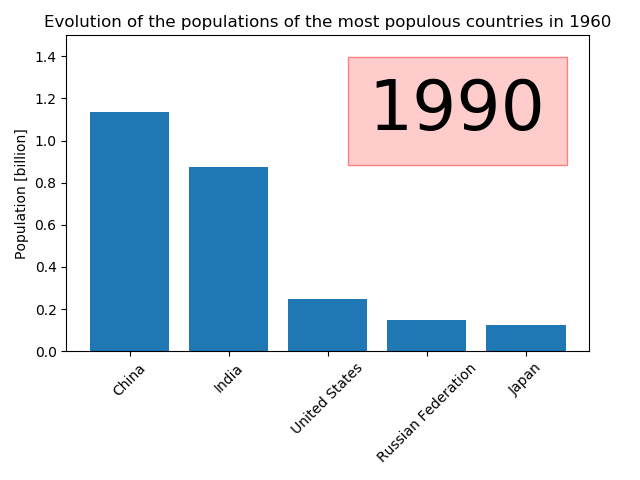 Evolution of the populations of the most populous countries in 1960
1990
Population [billion]
1.4
1.2
1.0
0.8
0.6
0.4
0.2
0.0
China
India
United States
Russian Federation
Japan